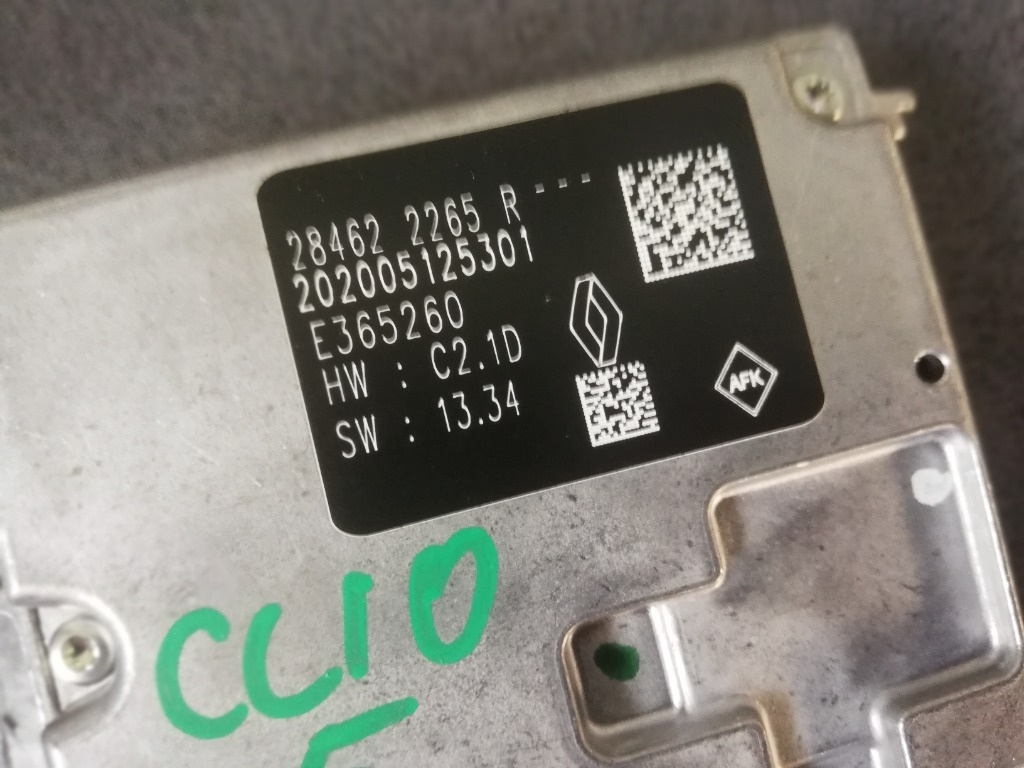 28462 2265 R ---
202005125301
E365260
HW : C2.1D
SW : 13.34
AFK
CLIO